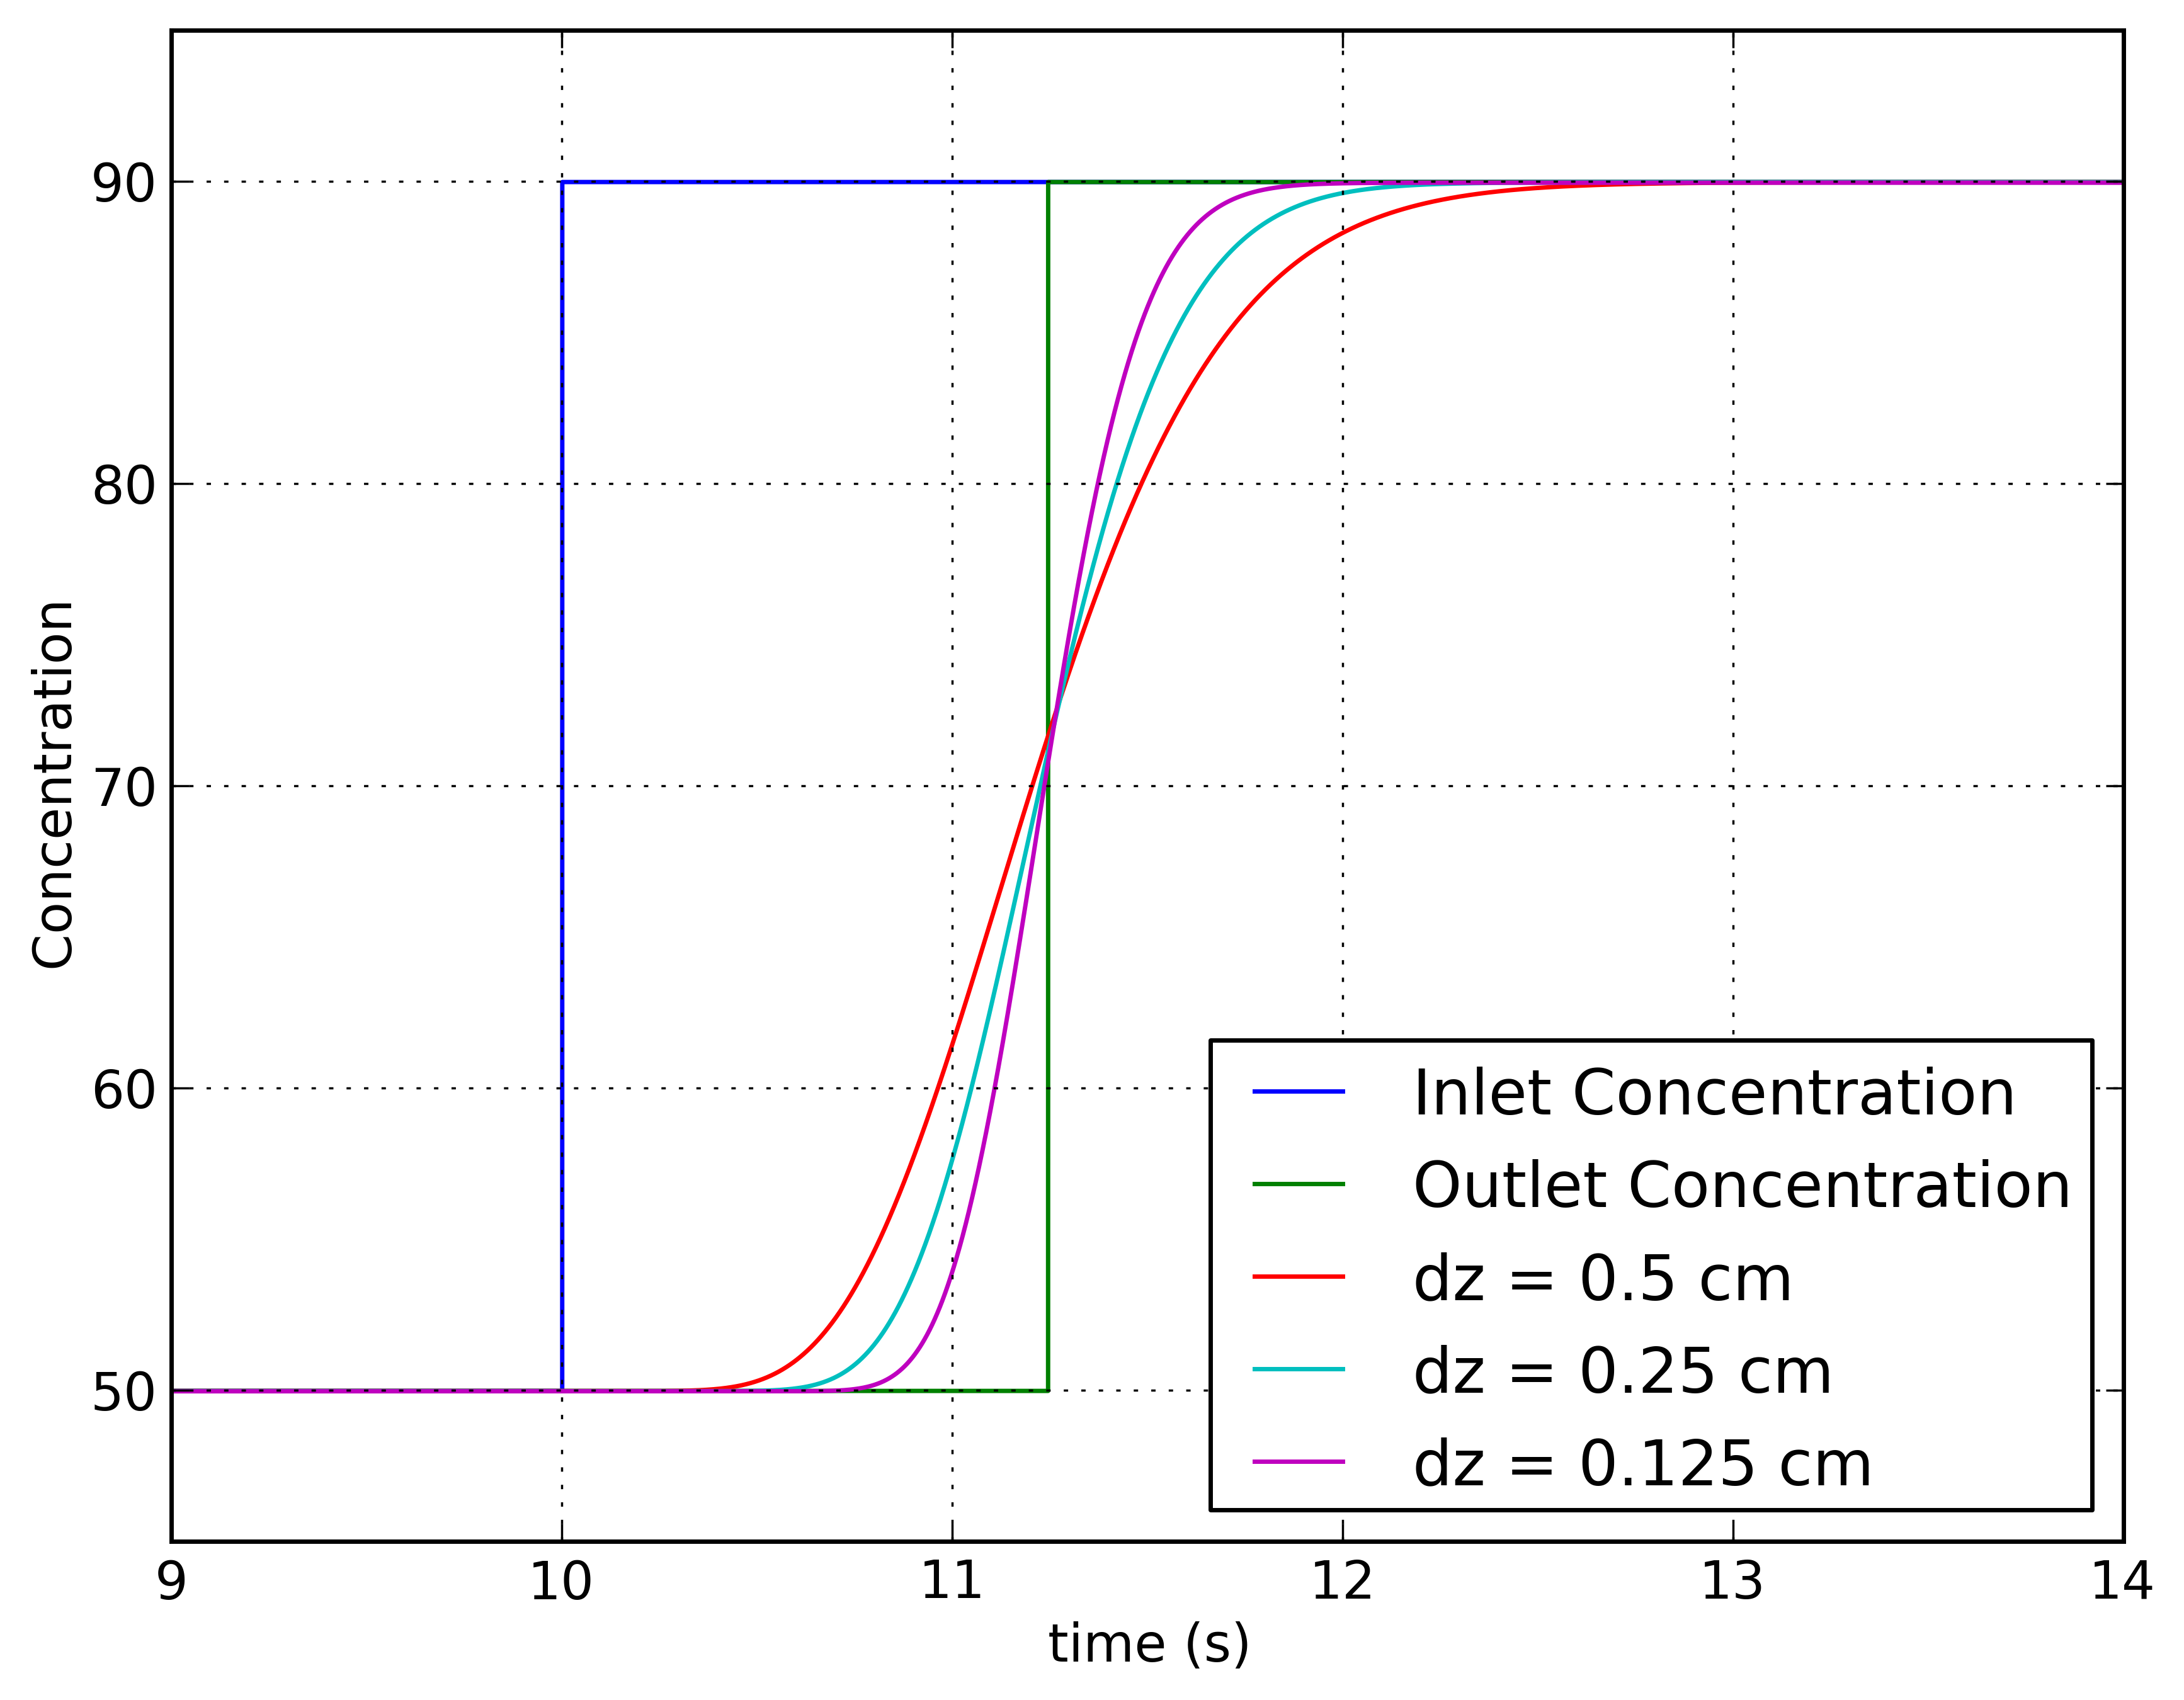 90
80
70
60
50
Concentration
9 10 11 12 13 14
time (s)
Inlet Concentration
Outlet Concentration
dz = 0.5 cm
dz = 0.25 cm
dz = 0.125 cm